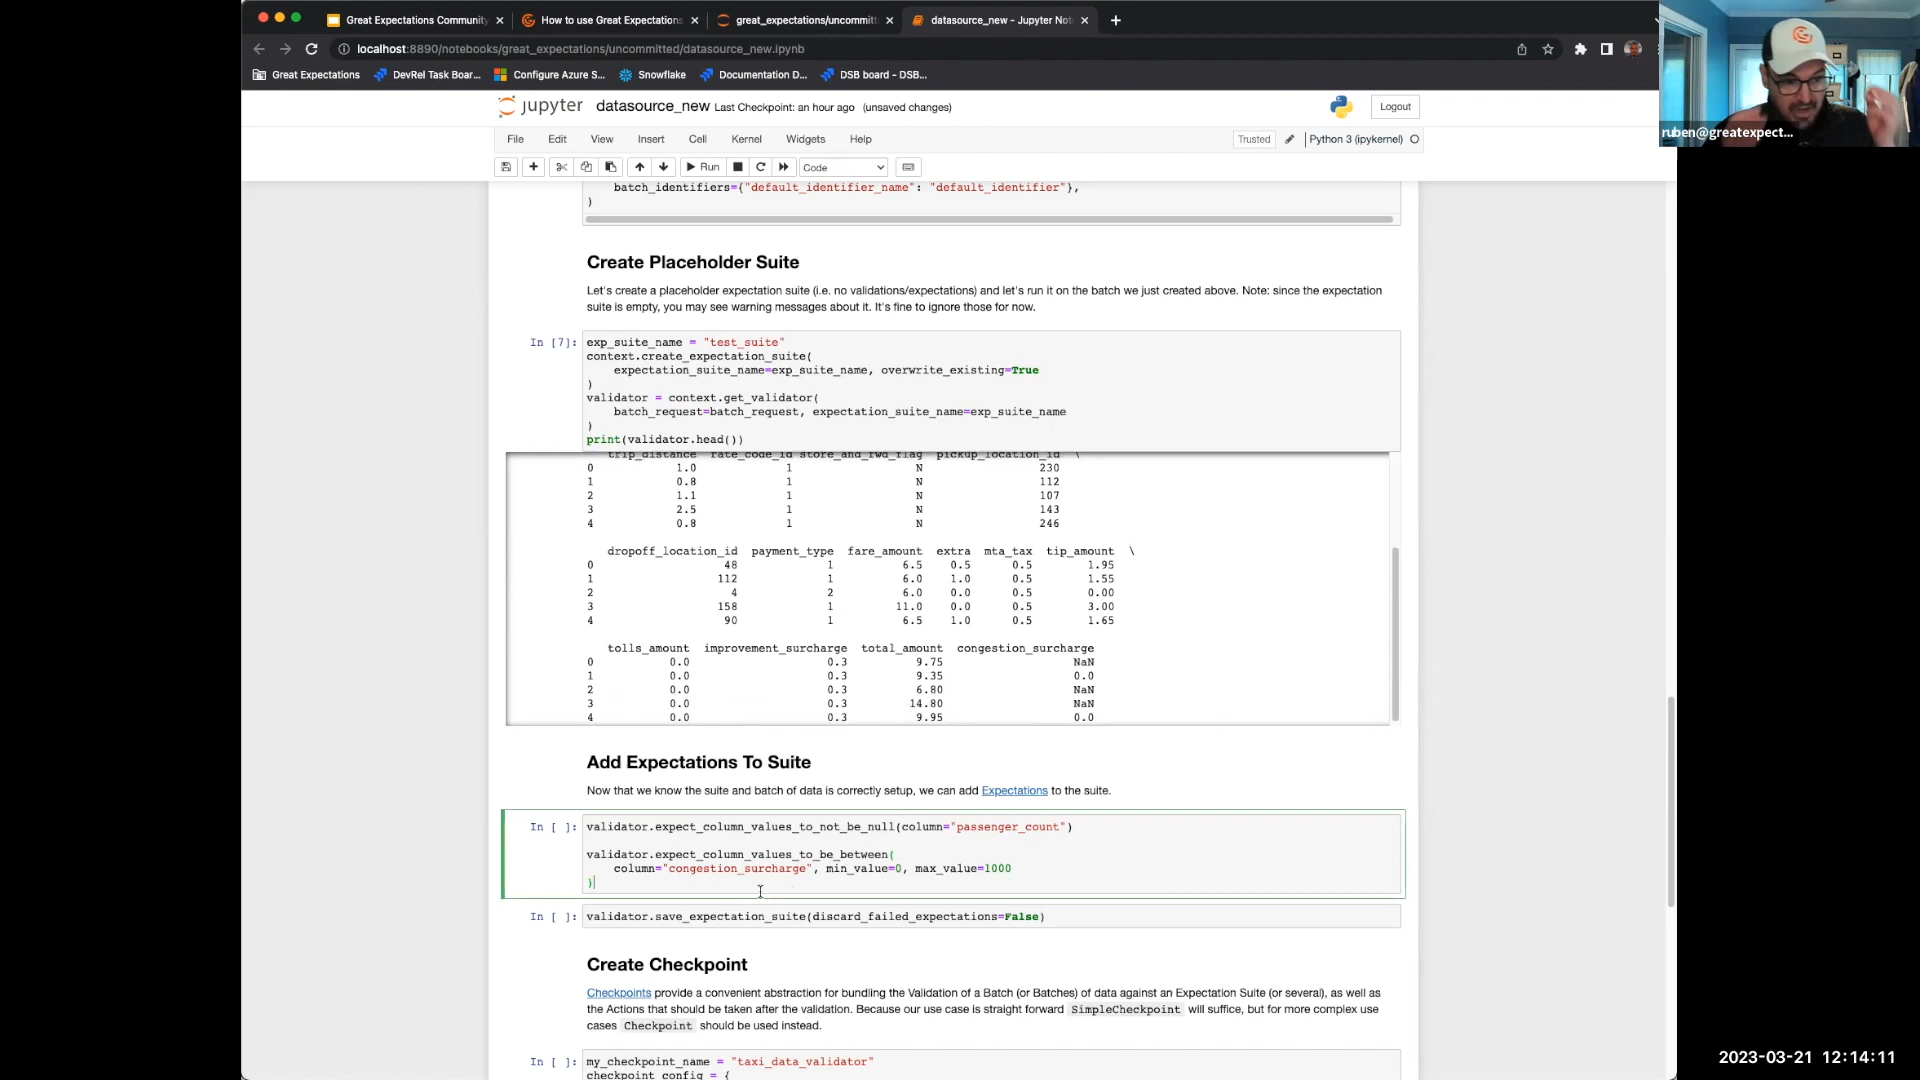 Great Expectations Community
How to use Great Expectations
great_expectations/uncommitt
datasource_new - Jupyter Not
localhost:8890/notebooks/great_expectations/uncommitted/datasource_new.ipynb
Great Expectations
DevRel Task Boar...
Configure Azure S...
Snowflake
Documentation D...
DSB board - DSB...
jupyter datasource_new Last Checkpoint: an hour ago (unsaved changes)
Logout
ruben@greatexpect...
File Edit View Insert Cell Kernel Widgets Help
Trusted
Python 3 (ipykernel)
Run
Code
batch_identifiers={"default_identifier_name": "default_identifier"},
)
Create Placeholder Suite
Let's create a placeholder expectation suite (i.e. no validations/expectations) and let's run it on the batch we just created above. Note: since the expectation
suite is empty, you may see warning messages about it. It's fine to ignore those for now.
In [7]:
exp_suite_name = "test_suite"
context.create_expectation_suite(
expectation_suite_name=exp_suite_name, overwrite_existing=True
)
validator = context.get_validator(
batch_request=batch_request, expectation_suite_name=exp_suite_name
)
print(validator.head())
trip_distance rate_code_id store_and_fwd_flag pickup_location_id \
0 1.0 1 N 230
1 0.8 1 N 112
2 1.1 1 N 107
3 2.5 1 N 143
4 0.8 1 N 246
dropoff_location_id payment_type fare_amount extra mta_tax tip_amount \
0 48 1 6.5 0.5 0.5 1.95
1 112 1 6.0 1.0 0.5 1.55
2 4 2 6.0 0.0 0.5 0.00
3 158 1 11.0 0.0 0.5 3.00
4 90 1 6.5 1.0 0.5 1.65
tolls_amount improvement_surcharge total_amount congestion_surcharge
0 0.0 0.3 9.75 NaN
1 0.0 0.3 9.35 0.0
2 0.0 0.3 6.80 NaN
3 0.0 0.3 14.80 NaN
4 0.0 0.3 9.95 0.0
Add Expectations To Suite
Now that we know the suite and batch of data is correctly setup, we can add Expectations to the suite.
In [ ]:
validator.expect_column_values_to_not_be_null(column="passenger_count")
validator.expect_column_values_to_be_between(
column="congestion_surcharge", min_value=0, max_value=1000
)
In [ ]:
validator.save_expectation_suite(discard_failed_expectations=False)
Create Checkpoint
Checkpoints provide a convenient abstraction for bundling the Validation of a Batch (or Batches) of data against an Expectation Suite (or several), as well as
the Actions that should be taken after the validation. Because our use case is straight forward SimpleCheckpoint will suffice, but for more complex use
cases Checkpoint should be used instead.
In [ ]:
my_checkpoint_name = "taxi_data_validator"
checkpoint_config = {
2023-03-21 12:14:11